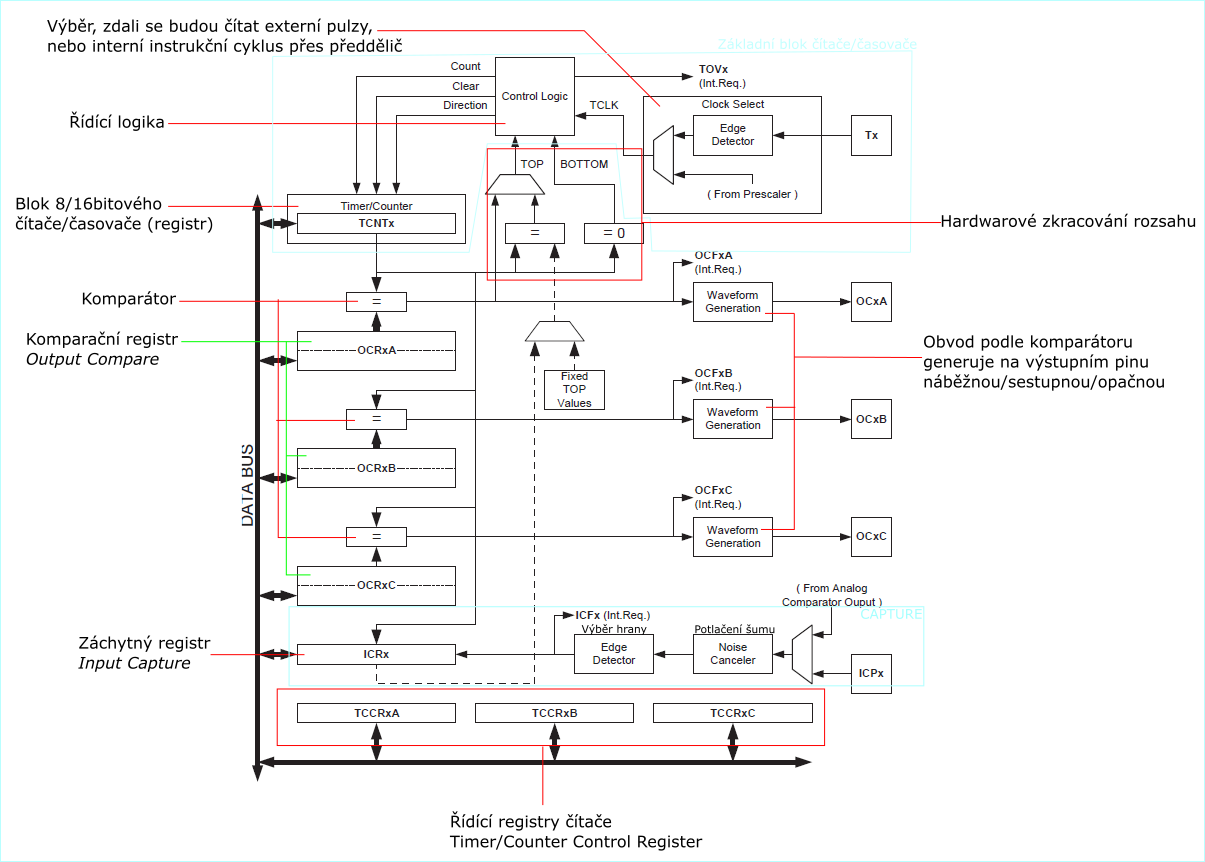 Výběr, zdali se budou čítat externí pulzy,
nebo interní instrukční cyklus přes předdělič
Základní blok čítače/časovače
Count
Clear
Direction
Control Logic
TOVx
(Int.Req.)
TCLK
Clock Select
Edge
Detector
Tx
( From Prescaler )
Řídící logika
TOP
BOTTOM
Blok 8/16bitového
čítače/časovače (registr)
Timer/Counter
TCNTx
=
= 0
Hardwarové zkracování rozsahu
OCFxA
(Int.Req.)
Komparátor
=
Waveform
Generation
OCxA
Komparační registr
Output Compare
OCRxA
Obvod podle komparátoru
generuje na výstupním pinu
náběžnou/sestupnou/opačnou
Fixed
TOP
Values
OCFxB
(Int.Req.)
=
Waveform
Generation
OCxB
OCRxB
DATA BUS
OCFxC
(Int.Req.)
=
Waveform
Generation
OCxC
OCRxC
( From Analog
Comparator Ouput )
CAPTURE
ICFx (Int.Req.)
Výběr hrany
Potlačení šumu
Záchytný registr
Input Capture
ICRx
Edge
Detector
Noise
Canceler
ICPx
TCCRxA
TCCRxB
TCCRxC
Řídící registry čítače
Timer/Counter Control Register